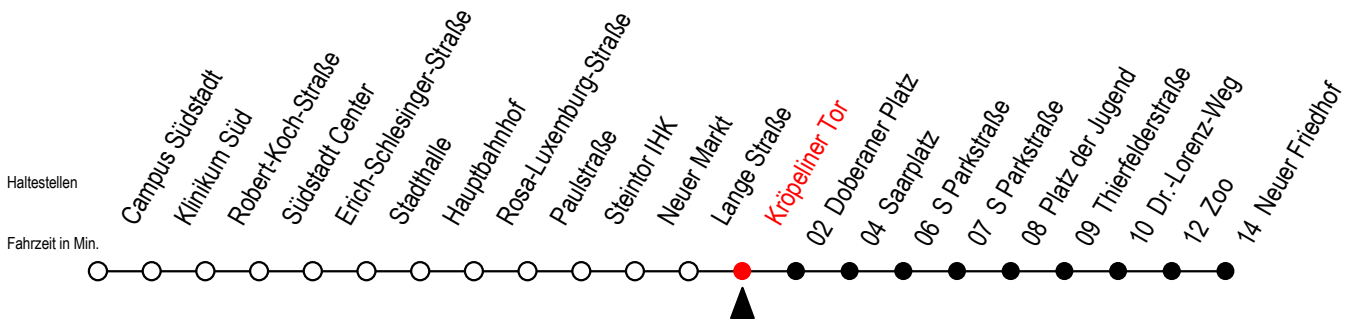 Haltestellen
Campus Südstadt
Klinikum Süd
Robert-Koch-Straße
Südstadt Center
Erich-Schlesinger-Straße
Stadthalle
Hauptbahnhof
Rosa-Luxemburg-Straße
Paulstraße
Steintor IHK
Neuer Markt
Lange Straße
Kröpeliner Tor
02 Doberaner Platz
04 Saarplatz
06 S Parkstraße
07 S Parkstraße
08 Platz der Jugend
09 Thierfelderstraße
10 Dr.-Lorenz-Weg
12 Zoo
14 Neuer Friedhof
Fahrzeit in Min.